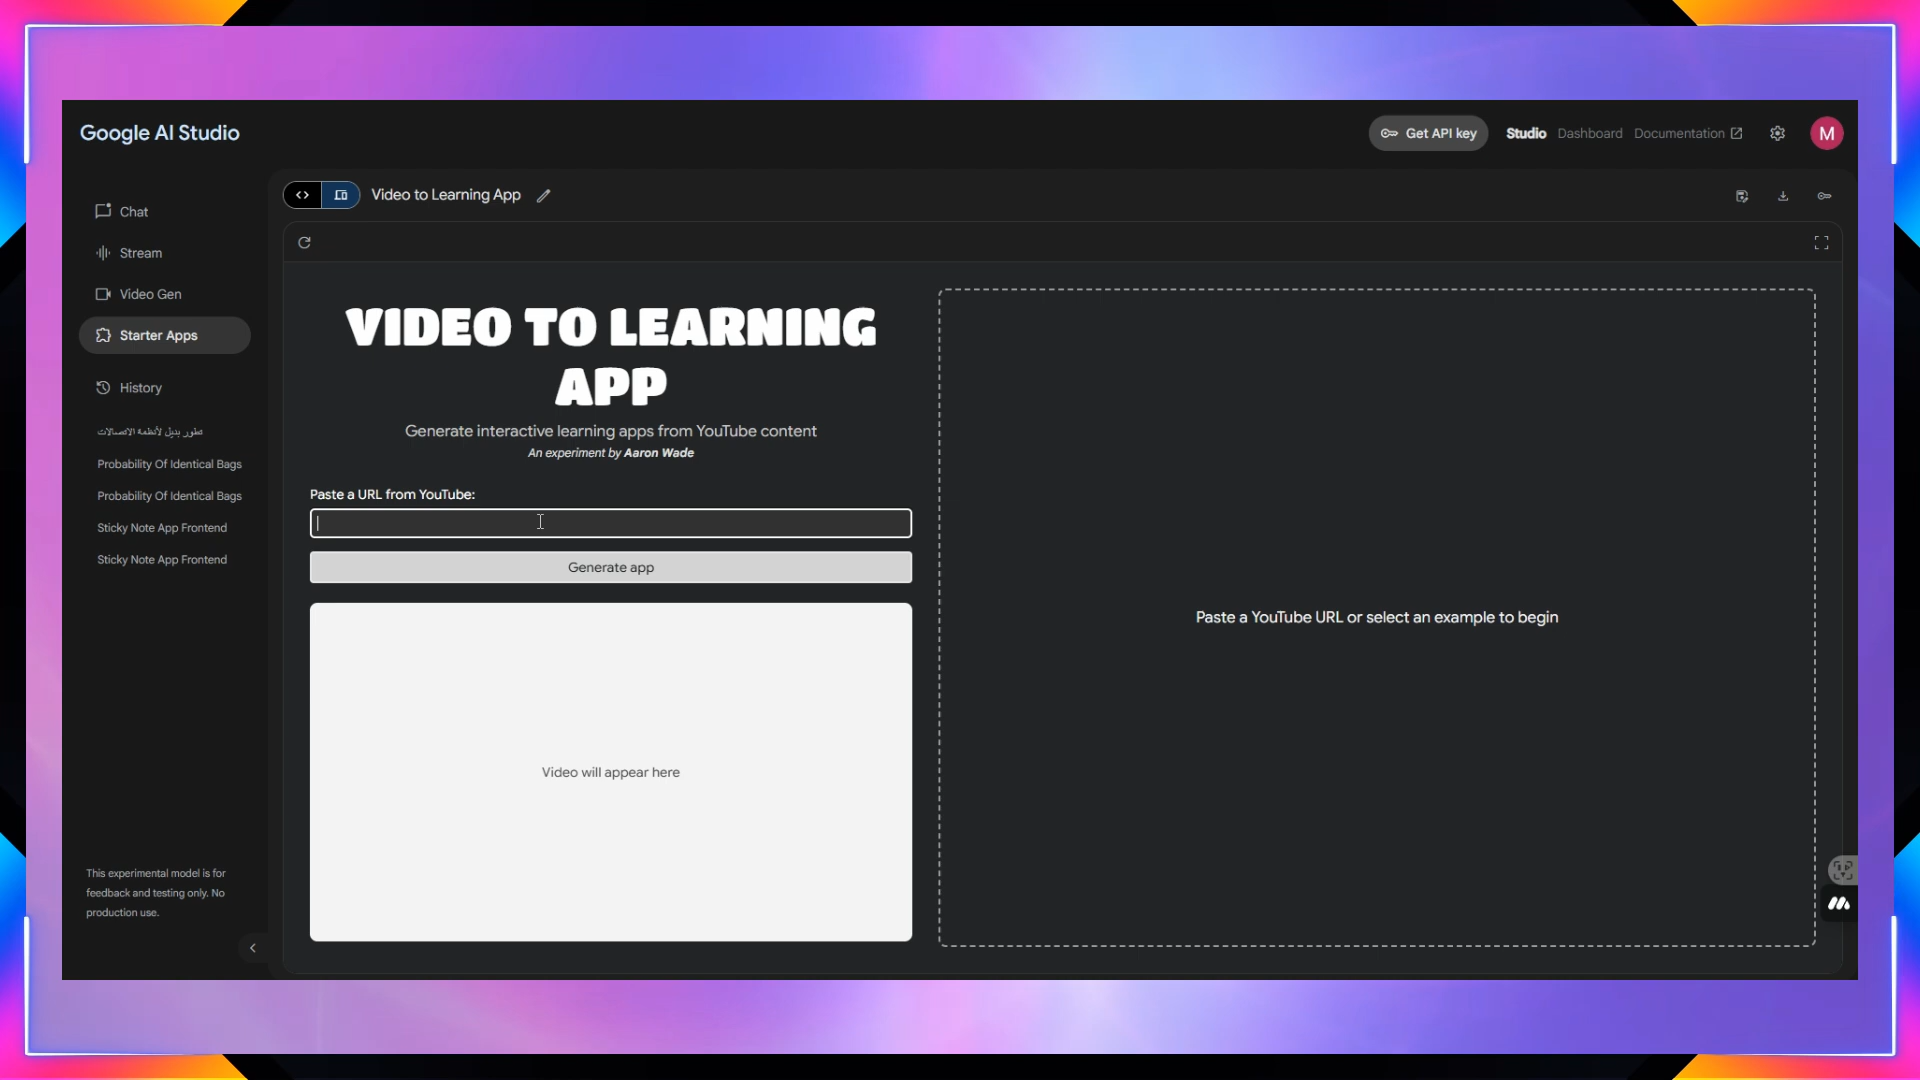 Google AI Studio
Get API key
Studio
Dashboard
Documentation
M
Chat
Stream
Video Gen
Starter Apps
History
تطور بديل لأنظمة الاتصالات
Probability Of Identical Bags
Probability Of Identical Bags
Sticky Note App Frontend
Sticky Note App Frontend
This experimental model is for
feedback and testing only. No
production use.
Video to Learning App
VIDEO TO LEARNING
APP
Generate interactive learning apps from YouTube content
An experiment by Aaron Wade
Paste a URL from YouTube:
Generate app
Video will appear here
Paste a YouTube URL or select an example to begin